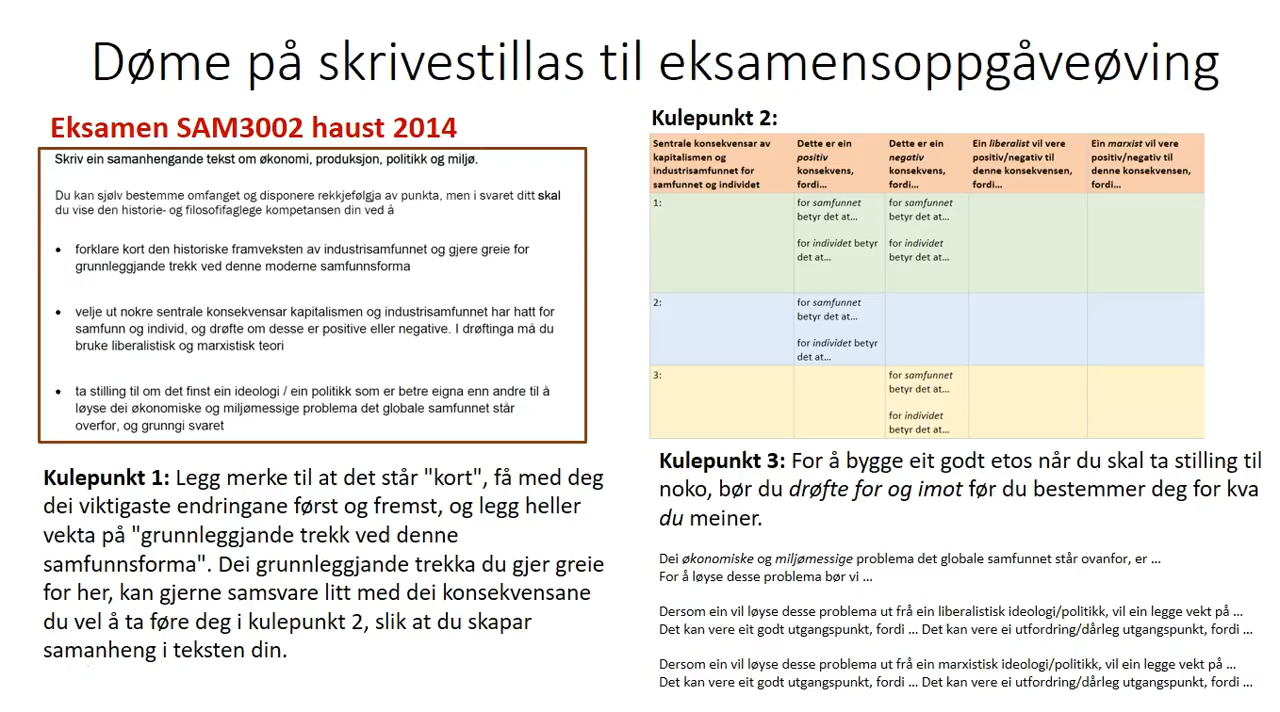 Døme på skrivestillas til eksamensoppgåveøving
Eksamen SAM3002 haust 2014
Skriv ein samanhengande tekst om økonomi, produksjon, politikk og miljø.
Du kan sjølv bestemme omfanget og disponere rekkjefølgja av punkta, men i svaret ditt skal
du vise den historie- og filosofifaglege kompetansen din ved å
• forklare kort den historiske framveksten av industrisamfunnet og gjere greie for
grunnleggjande trekk ved denne moderne samfunnsforma
• velje ut nokre sentrale konsekvensar kapitalismen og industrisamfunnet har hatt for
samfunn og individ, og drøfte om desse er positive eller negative. I drøftinga må du
bruke liberalistisk og marxistisk teori
• ta stilling til om det finst ein ideologi / ein politikk som er betre eigna enn andre til å
løyse dei økonomiske og miljømessige problema det globale samfunnet står
overfor, og grunngi svaret
Kulepunkt 1: Legg merke til at det står "kort", få med deg
dei viktigaste endringane først og fremst, og legg heller
vekta på "grunnleggjande trekk ved denne
samfunnsforma". Dei grunnleggjande trekka du gjer greie
for her, kan gjerne samsvare litt med dei konsekvensane
du vel å ta føre deg i kulepunkt 2, slik at du skapar
samanheng i teksten din.
Kulepunkt 2:
Sentrale konsekvensar av
kapitalismen og
industrisamfunnet for
samfunnet og individet
Dette er ein
positiv
konsekvens,
fordi...
Dette er ein
negativ
konsekvens,
fordi...
Ein liberalist vil vere
positiv/negativ til
denne konsekvensen,
fordi...
Ein marxist vil vere
positiv/negativ til
denne konsekvensen,
fordi...
1:
for samfunnet
betyr det at...
for individet betyr
det at...
for samfunnet
betyr det at...
for individet
betyr det at...
2:
for samfunnet
betyr det at...
for individet betyr
det at...
3:
for samfunnet
betyr det at...
for individet
betyr det at...
Kulepunkt 3: For å bygge eit godt etos når du skal ta stilling til
noko, bør du drøfte for og imot før du bestemmer deg for kva
du meiner.
Dei økonomiske og miljømessige problema det globale samfunnet står ovanfor, er ...
For å løyse desse problema bør vi ...
Dersom ein vil løyse desse problema ut frå ein liberalistisk ideologi/politikk, vil ein legge vekt på ...
Det kan vere eit godt utgangspunkt, fordi ... Det kan vere ei utfordring/dårleg utgangspunkt, fordi ...
Dersom ein vil løyse desse problema ut frå ein marxistisk ideologi/politikk, vil ein legge vekt på ...
Det kan vere eit godt utgangspunkt, fordi ... Det kan vere ei utfordring/dårleg utgangspunkt, fordi ...